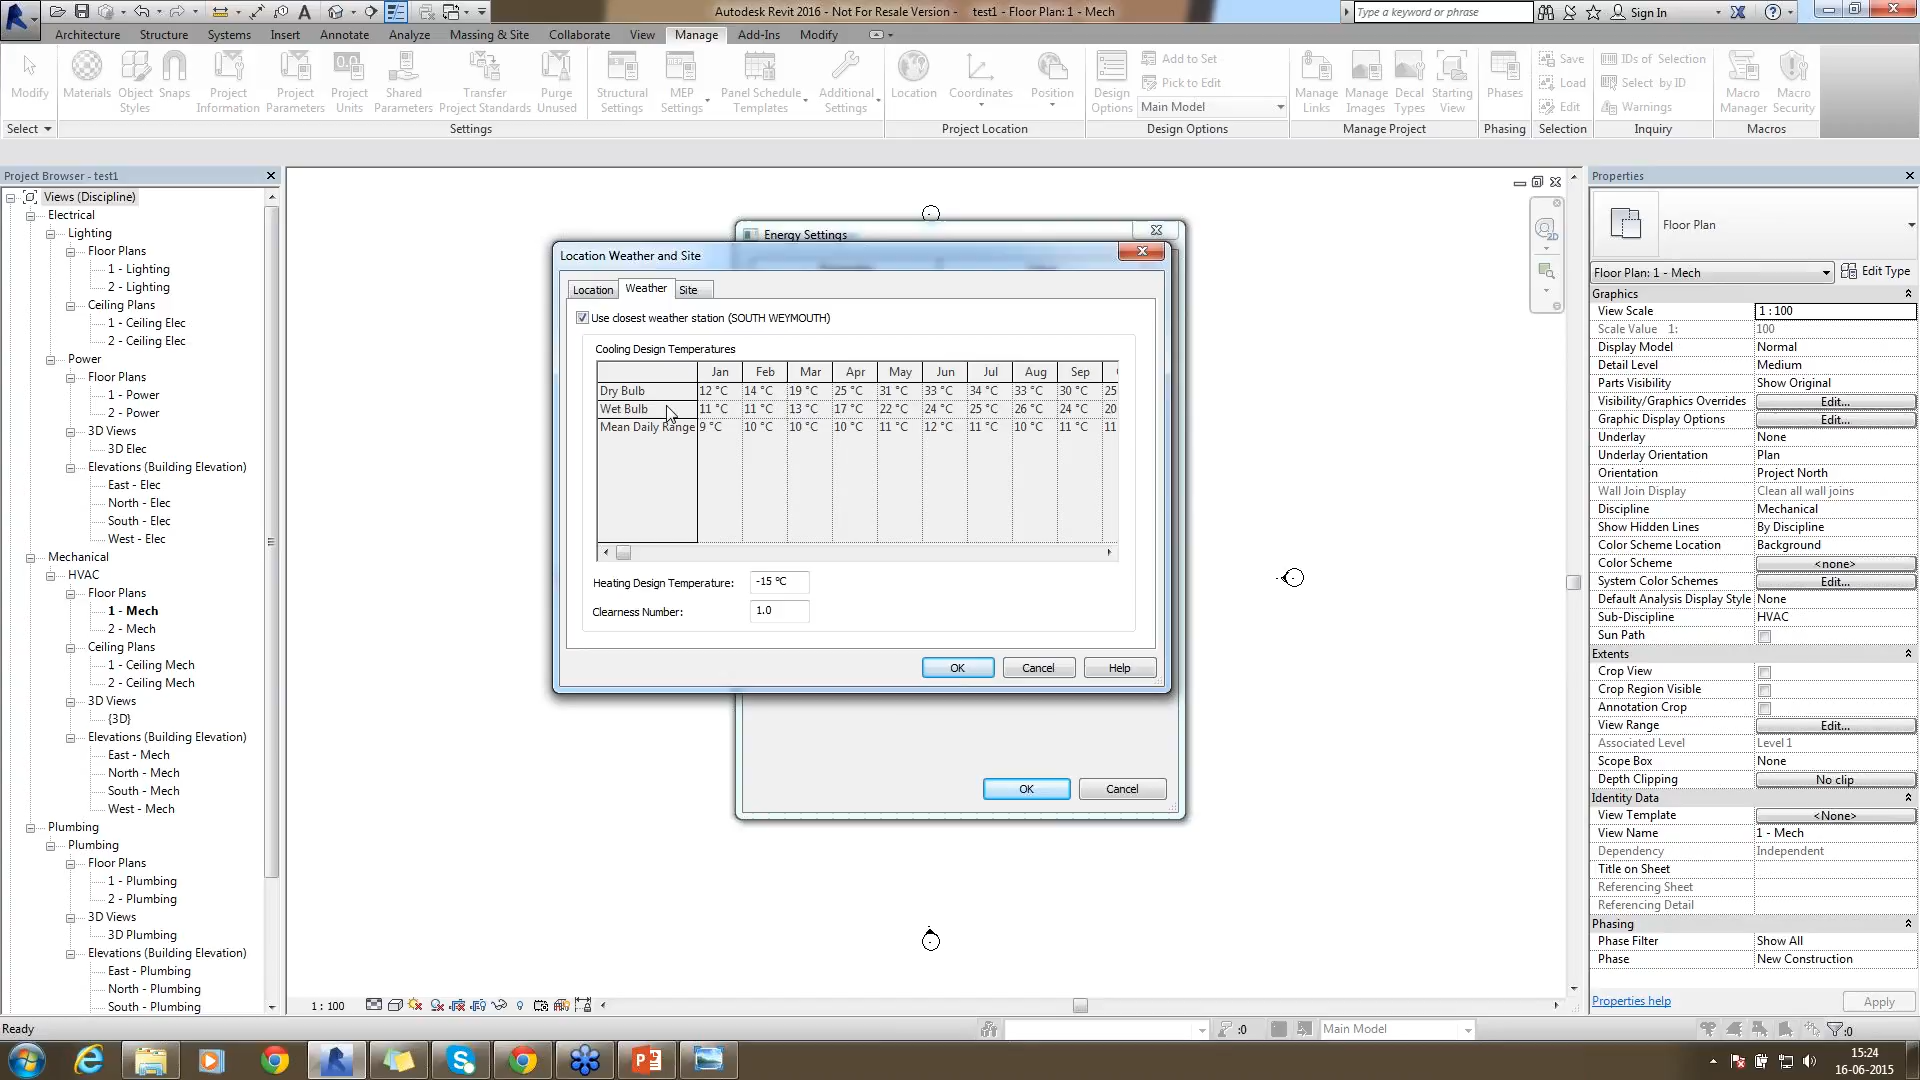 Autodesk Revit 2016 - Not For Resale Version - test1 - Floor Plan: 1 - Mech
Type a keyword or phrase
Sign In
Architecture Structure Systems Insert Annotate Analyze Massing & Site Collaborate View Manage Add-Ins Modify
Modify
Materials
Object Styles
Snaps
Project Information
Project Parameters
Project Units
Shared Parameters
Transfer Project Standards
Purge Unused
Structural Settings
MEP Settings
Panel Schedule Templates
Additional Settings
Location
Coordinates
Position
Design Options
Add to Set
Pick to Edit
Main Model
Manage Links
Manage Images
Decal Types
Starting View
Phases
Save
Load
Edit
IDs of Selection
Select by ID
Warnings
Macro Manager
Macro Security
Select
Settings
Project Location
Design Options
Manage Project
Phasing
Selection
Inquiry
Macros
Project Browser - test1
Views (Discipline)
Electrical
Lighting
Floor Plans
1 - Lighting
2 - Lighting
Ceiling Plans
1 - Ceiling Elec
2 - Ceiling Elec
Power
Floor Plans
1 - Power
2 - Power
3D Views
3D Elec
Elevations (Building Elevation)
East - Elec
North - Elec
South - Elec
West - Elec
Mechanical
HVAC
Floor Plans
1 - Mech
2 - Mech
Ceiling Plans
1 - Ceiling Mech
2 - Ceiling Mech
3D Views
{3D}
Elevations (Building Elevation)
East - Mech
North - Mech
South - Mech
West - Mech
Plumbing
Plumbing
Floor Plans
1 - Plumbing
2 - Plumbing
3D Views
3D Plumbing
Elevations (Building Elevation)
East - Plumbing
North - Plumbing
South - Plumbing
Energy Settings
Location Weather and Site
Location Weather Site
Use closest weather station (SOUTH WEYMOUTH)
Cooling Design Temperatures
Jan Feb Mar Apr May Jun Jul Aug Sep
Dry Bulb 12 °C 14 °C 19 °C 25 °C 31 °C 33 °C 34 °C 33 °C 30 °C 25
Wet Bulb 11 °C 11 °C 13 °C 17 °C 22 °C 24 °C 25 °C 26 °C 24 °C 20
Mean Daily Range 9 °C 10 °C 10 °C 10 °C 11 °C 12 °C 11 °C 10 °C 11 °C 11
Heating Design Temperature: -15 °C
Clearness Number: 1.0
OK Cancel Help
OK Cancel
2D
Properties
Floor Plan
Floor Plan: 1 - Mech Edit Type
Graphics
View Scale 1 : 100
Scale Value 1: 100
Display Model Normal
Detail Level Medium
Parts Visibility Show Original
Visibility/Graphics Overrides Edit...
Graphic Display Options Edit...
Underlay None
Underlay Orientation Plan
Orientation Project North
Wall Join Display Clean all wall joins
Discipline Mechanical
Show Hidden Lines By Discipline
Color Scheme Location Background
Color Scheme <none>
System Color Schemes Edit...
Default Analysis Display Style None
Sub-Discipline HVAC
Sun Path
Extents
Crop View
Crop Region Visible
Annotation Crop
View Range Edit...
Associated Level Level 1
Scope Box None
Depth Clipping No clip
Identity Data
View Template <None>
View Name 1 - Mech
Dependency Independent
Title on Sheet
Referencing Sheet
Referencing Detail
Phasing
Phase Filter Show All
Phase New Construction
Properties help Apply
1 : 100
Ready
:0
Main Model
:0
15:24
16-06-2015